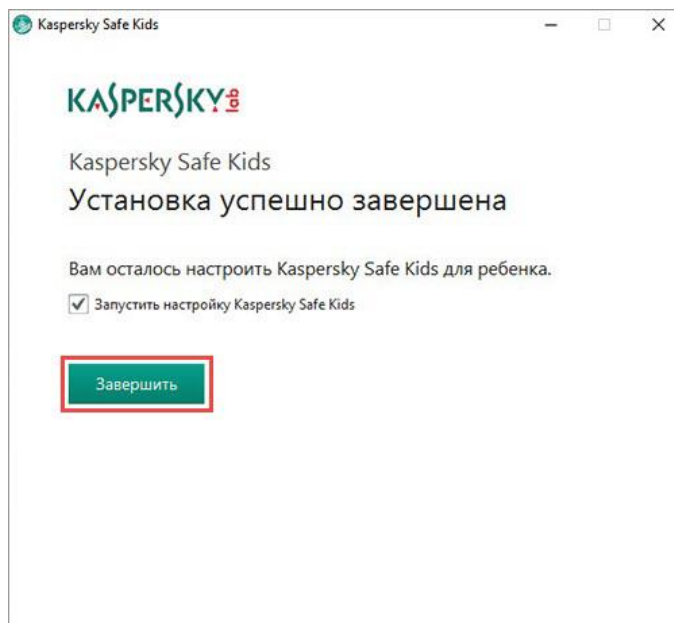 Kaspersky Safe Kids
KASPERSKY lab
Kaspersky Safe Kids
Установка успешно завершена
Вам осталось настроить Kaspersky Safe Kids для ребенка.
Запустить настройку Kaspersky Safe Kids
Завершить